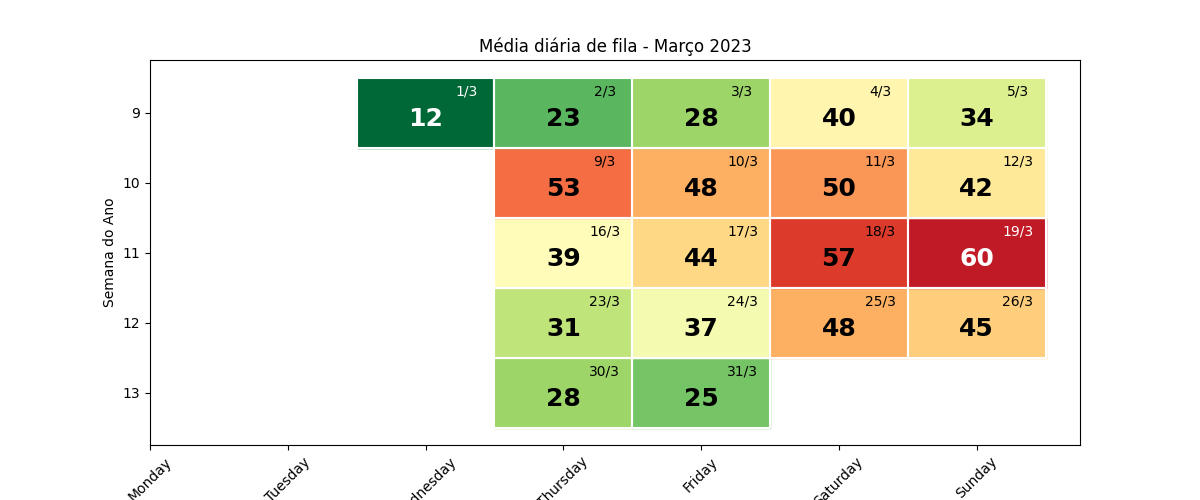 Média diária de fila - Março 2023
Semana do Ano
9
1/3 2/3 3/3 4/3 5/3
12 23 28 40 34
10
9/3 10/3 11/3 12/3
53 48 50 42
11
16/3 17/3 18/3 19/3
39 44 57 60
12
23/3 24/3 25/3 26/3
31 37 48 45
13
30/3 31/3
28 25
Monday Tuesday dnesday Thursday Friday Saturday Sunday